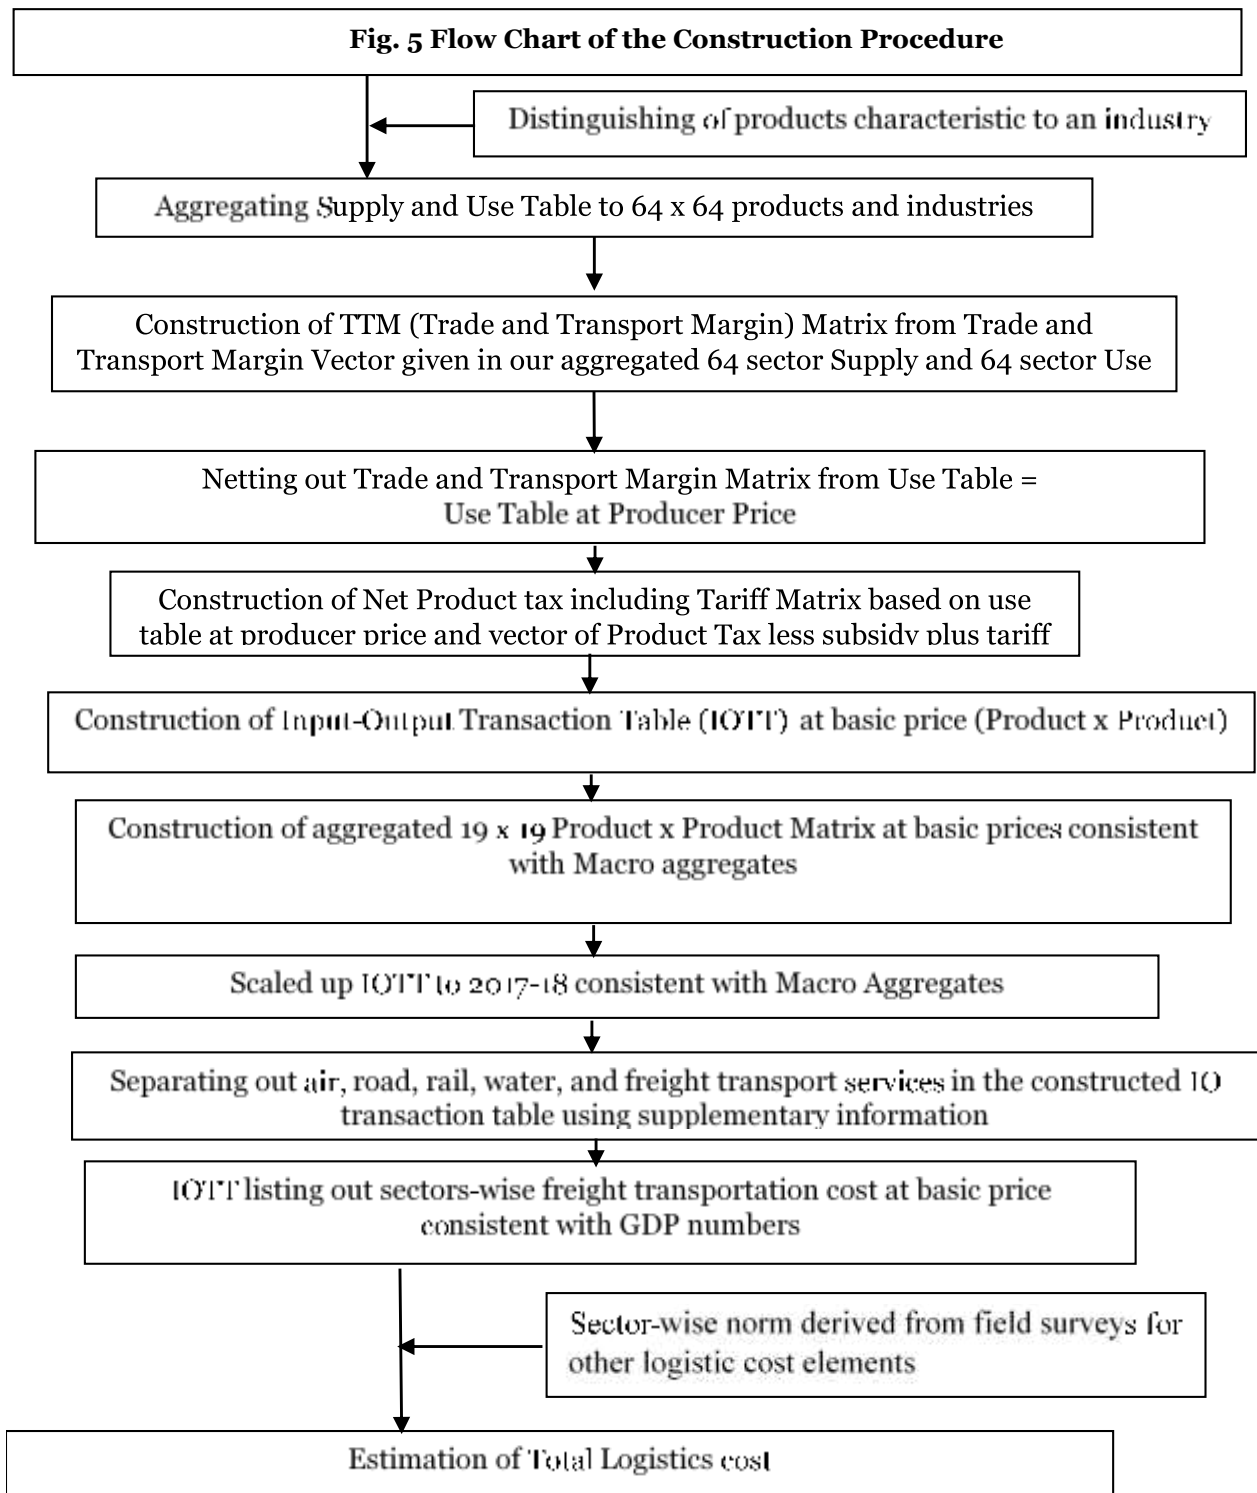 Fig. 5 Flow Chart of the Construction Procedure
Distinguishing of products characteristic to an industry
Aggregating Supply and Use Table to 64 x 64 products and industries
Construction of TTM (Trade and Transport Margin) Matrix from Trade and
Transport Margin Vector given in our aggregated 64 sector Supply and 64 sector Use
Netting out Trade and Transport Margin Matrix from Use Table =
Use Table at Producer Price
Construction of Net Product tax including Tariff Matrix based on use
table at producer price and vector of Product Tax less subsidy plus tariff
Construction of Input-Output Transaction Table (IOTT) at basic price (Product x Product)
Construction of aggregated 19 x 19 Product x Product Matrix at basic prices consistent
with Macro aggregates
Scaled up IOTT to 2017-18 consistent with Macro Aggregates
Separating out air, road, rail, water, and freight transport services in the constructed IO
transaction table using supplementary information
IOTT listing out sectors-wise freight transportation cost at basic price
consistent with GDP numbers
Sector-wise norm derived from field surveys for
other logistic cost elements
Estimation of Total Logistics cost